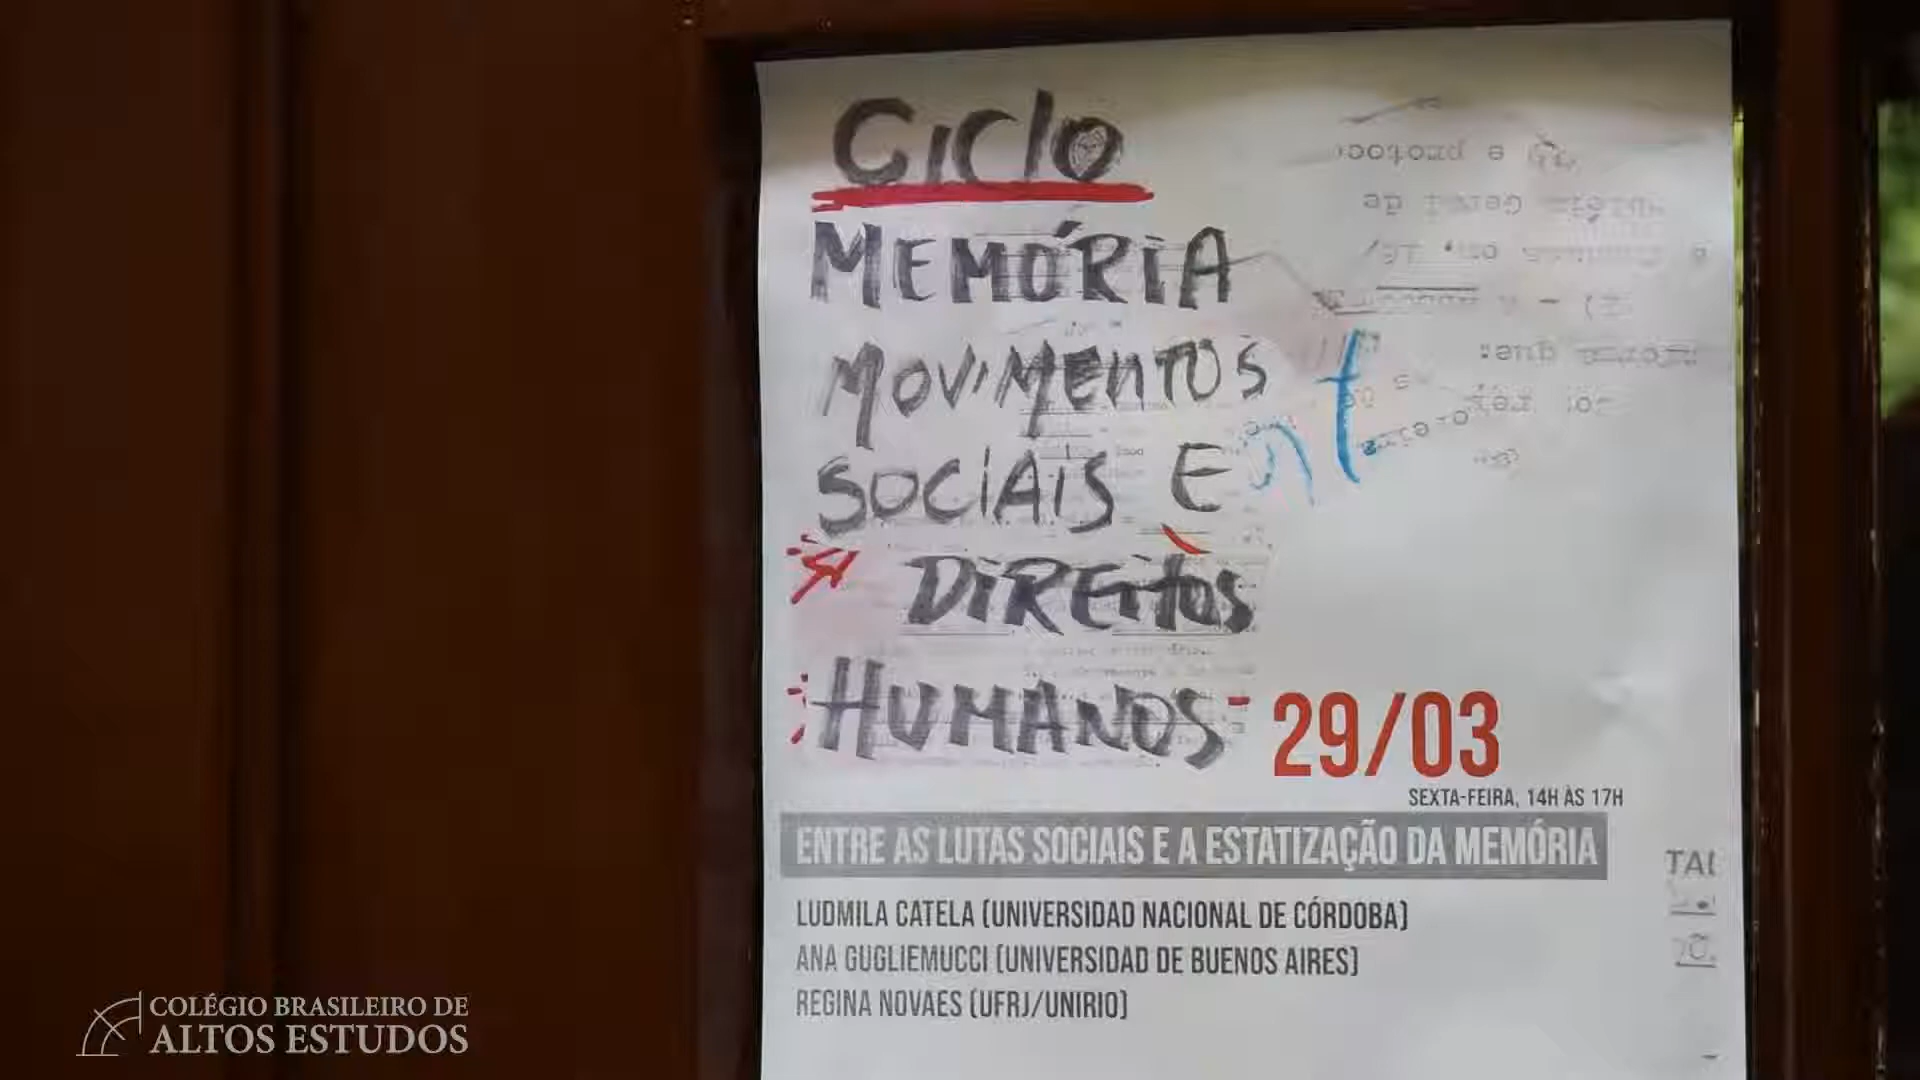 Ciclo
MEMÓRIA
MOVIMENTOS
SOCIAIS E
DIREITOS
HUMANOS
29/03
SEXTA-FEIRA, 14H ÀS 17H
ENTRE AS LUTAS SOCIAIS E A ESTATIZAÇÃO DA MEMÓRIA
LUDMILA CATELA (UNIVERSIDAD NACIONAL DE CÓRDOBA)
ANA GUGLIEMUCCI (UNIVERSIDAD DE BUENOS AIRES)
REGINA NOVAES (UFRJ/UNIRIO)
COLÉGIO BRASILEIRO DE
ALTOS ESTUDOS